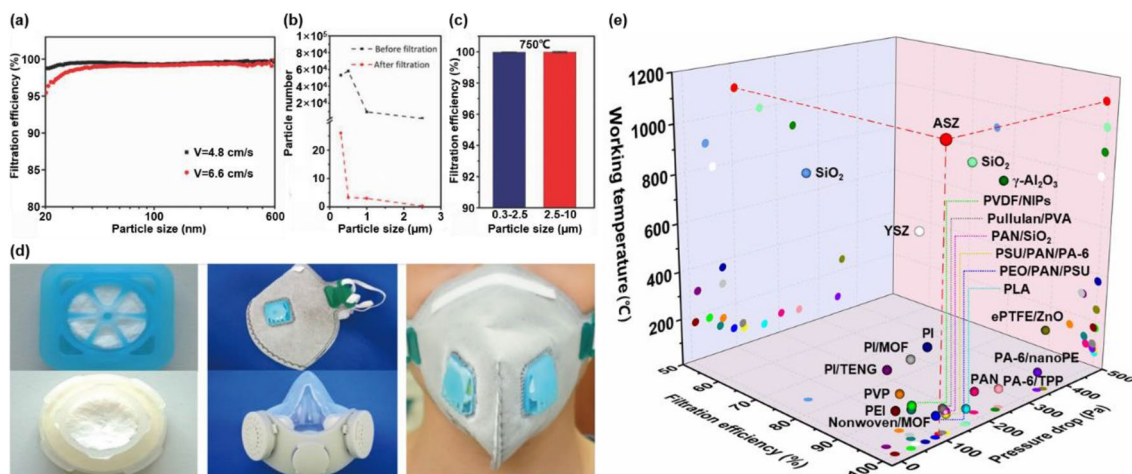 (a)
100
95
90
85
80
Filtration efficiency (%)
V=4.8 cm/s
V=6.6 cm/s
20
100
600
Particle size (nm)
(b)
1×10⁵
8×10⁴
6×10⁴
4×10⁴
2×10⁴
20
10
0
Particle number
Before filtration
After filtration
0
1
2
3
Particle size (μm)
(c)
750℃
100
98
96
94
92
90
Filtration efficiency (%)
0.3-2.5
2.5-10
Particle size (μm)
(d)
(e)
1200
1000
800
600
400
200
Working temperature (°C)
ASZ
SiO₂
SiO₂
γ-Al₂O₃
PVDF/NIPs
YSZ
Pullulan/PVA
PAN/SiO₂
PSU/PAN/PA-6
PEO/PAN/PSU
PLA
ePTFE/ZnO
PI
PI/MOF
PA-6/nanoPE
PI/TENG
PAN
PA-6/TPP
PVP
PEI
Nonwoven/MOF
50
60
70
80
90
100
Filtration efficiency (%)
0
100
200
300
400
500
Pressure drop (Pa)